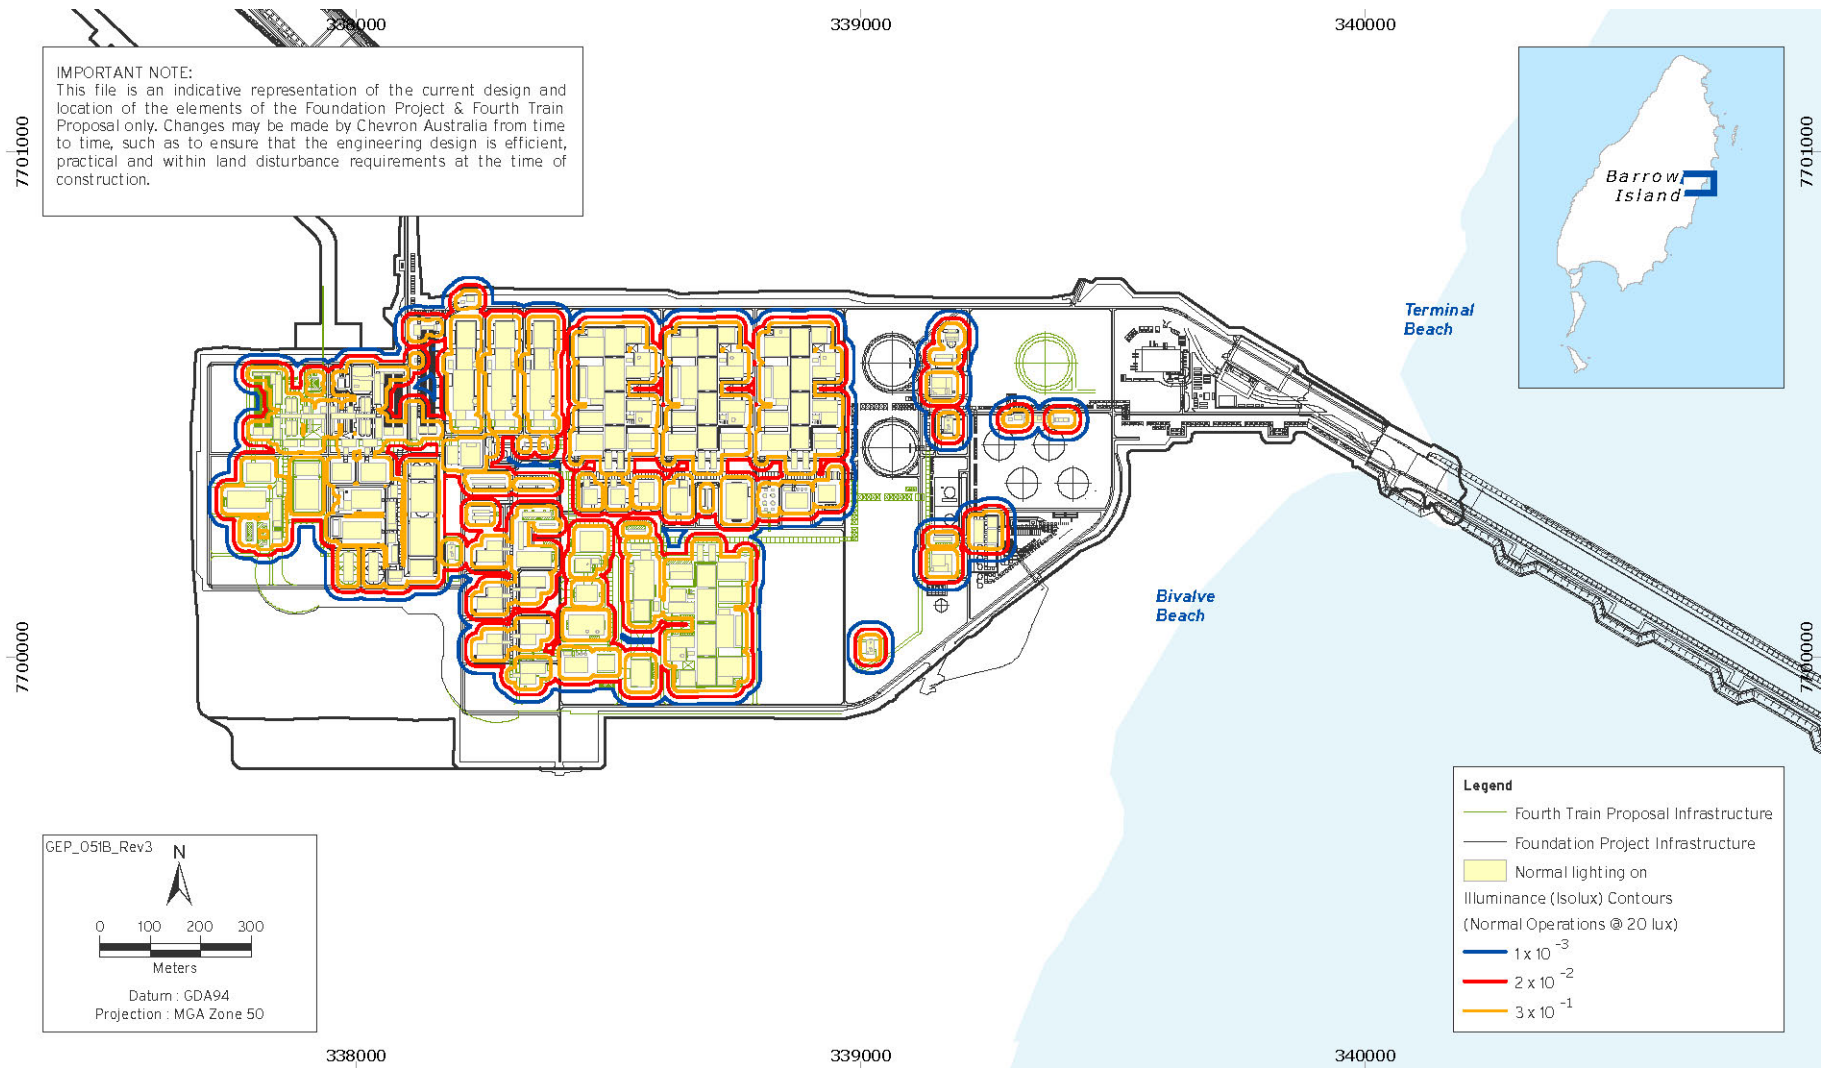 338000
339000
340000
IMPORTANT NOTE:
This file is an indicative representation of the current design and
location of the elements of the Foundation Project & Fourth Train
Proposal only. Changes may be made by Chevron Australia from time
to time, such as to ensure that the engineering design is efficient,
practical and within land disturbance requirements at the time of
construction.
7701000
7701000
Barrow
Island
Terminal
Beach
Bivalve
Beach
7700000
7700000
Legend
Fourth Train Proposal Infrastructure
Foundation Project Infrastructure
Normal lighting on
Illuminance (Isolux) Contours
(Normal Operations @ 20 lux)
1 x 10 -3
2 x 10 -2
3 x 10 -1
GEP_051B_Rev3
N
0 100 200 300
Meters
Datum : GDA94
Projection : MGA Zone 50
338000
339000
340000